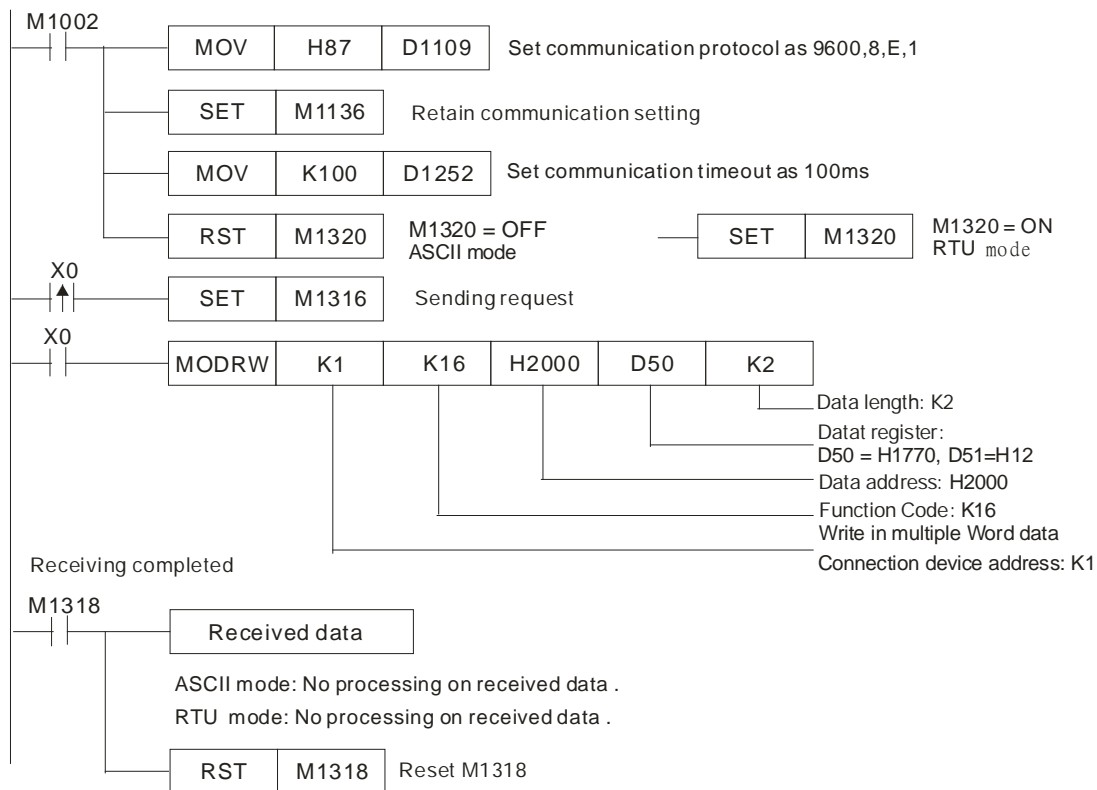 M1002
MOV H87 D1109 Set communication protocol as 9600,8,E,1
SET M1136 Retain communication setting
MOV K100 D1252 Set communication timeout as 100ms
RST M1320 M1320 = OFF
ASCII mode
SET M1320 M1320 = ON
RTU mode
X0
SET M1316 Sending request
X0
MODRW K1 K16 H2000 D50 K2
Data length: K2
Datat register:
D50 = H1770, D51=H12
Data address: H2000
Function Code: K16
Write in multiple Word data
Connection device address: K1
Receiving completed
M1318
Received data
ASCII mode: No processing on received data .
RTU mode: No processing on received data .
RST M1318 Reset M1318